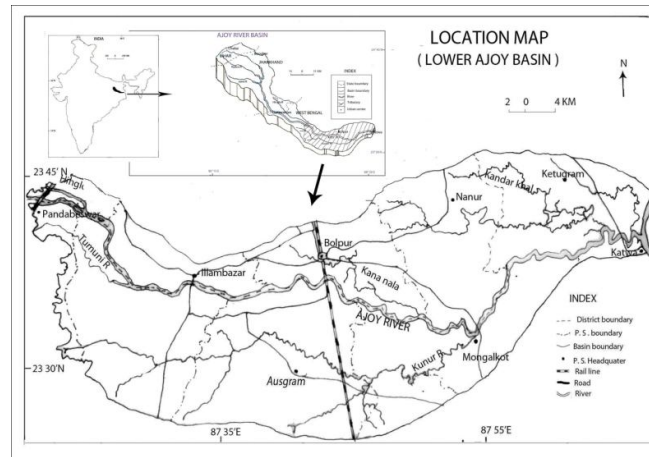 AJOY RIVER BASIN
INDIA
JHARKHAND
WEST BENGAL
INDEX
LOCATION MAP
( LOWER AJOY BASIN )
N
2 0 4 KM
23 45' N
Pandabeswar
Tumuni R
Illambazar
Bolpur
Kana nala
Nanur
Kandar khal
Ketugram
Katwa
AJOY RIVER
Kunur R
Mongalkot
Ausgram
23 30'N
87 35'E
87 55'E
INDEX
District boundary
P. S . boundary
Basin boundary
P. S. Headquater
Rail line
Road
River